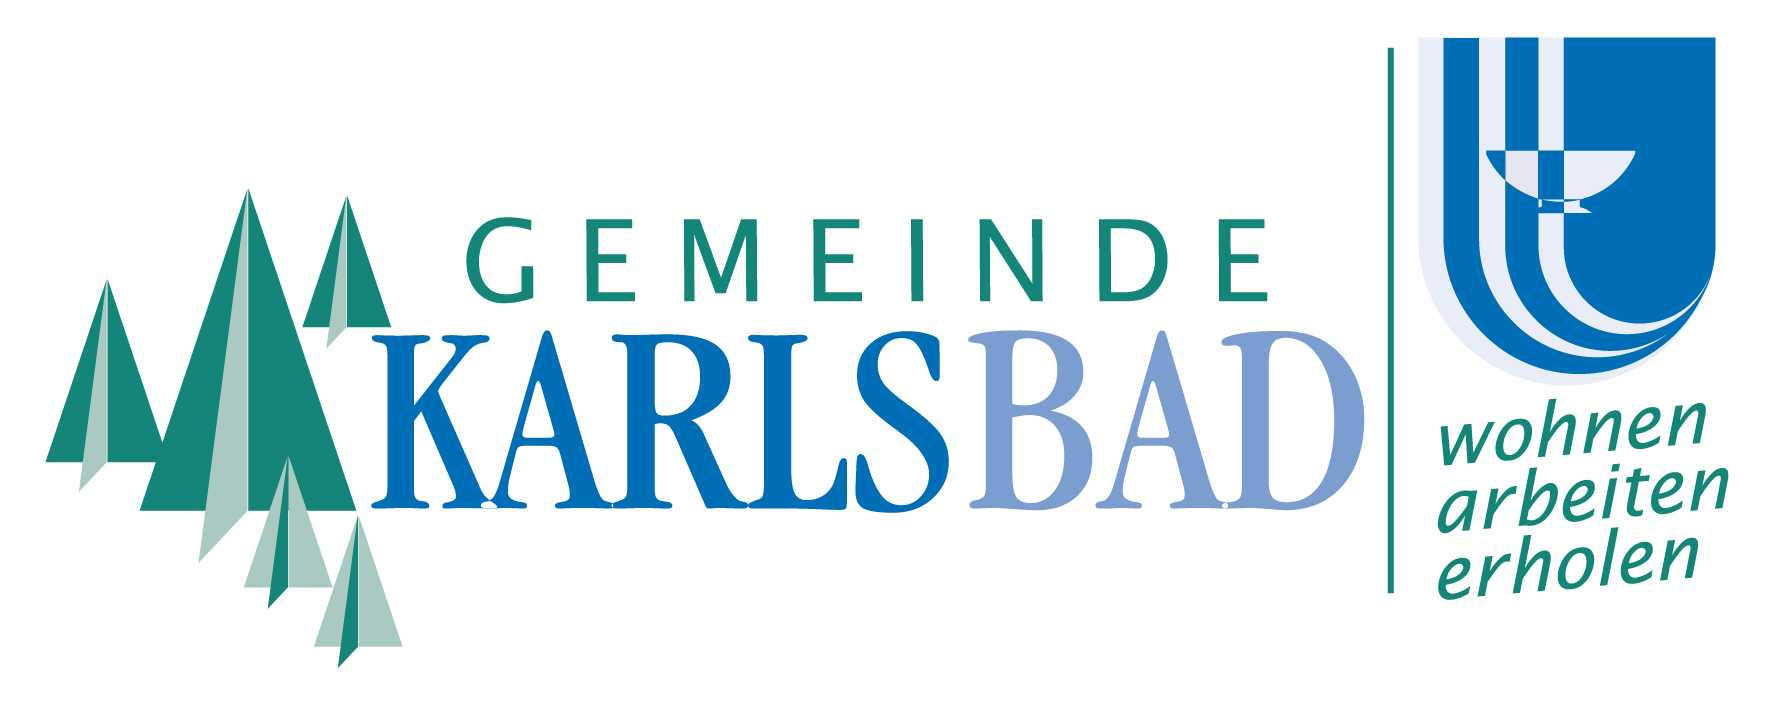 GEMEINDE
KARLSBAD
wohnen
arbeiten
erholen